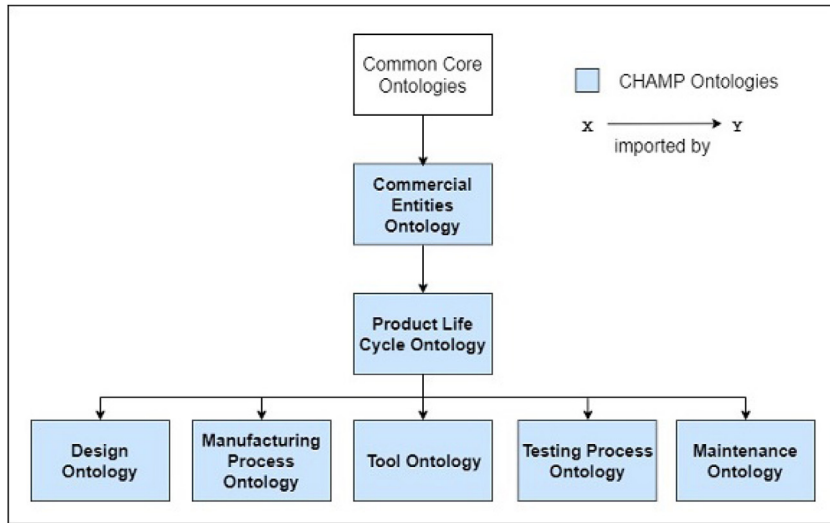 Common Core
Ontologies
CHAMP Ontologies
X
Y
imported by
Commercial
Entities
Ontology
Product Life
Cycle Ontology
Design
Ontology
Manufacturing
Process
Ontology
Tool Ontology
Testing Process
Ontology
Maintenance
Ontology